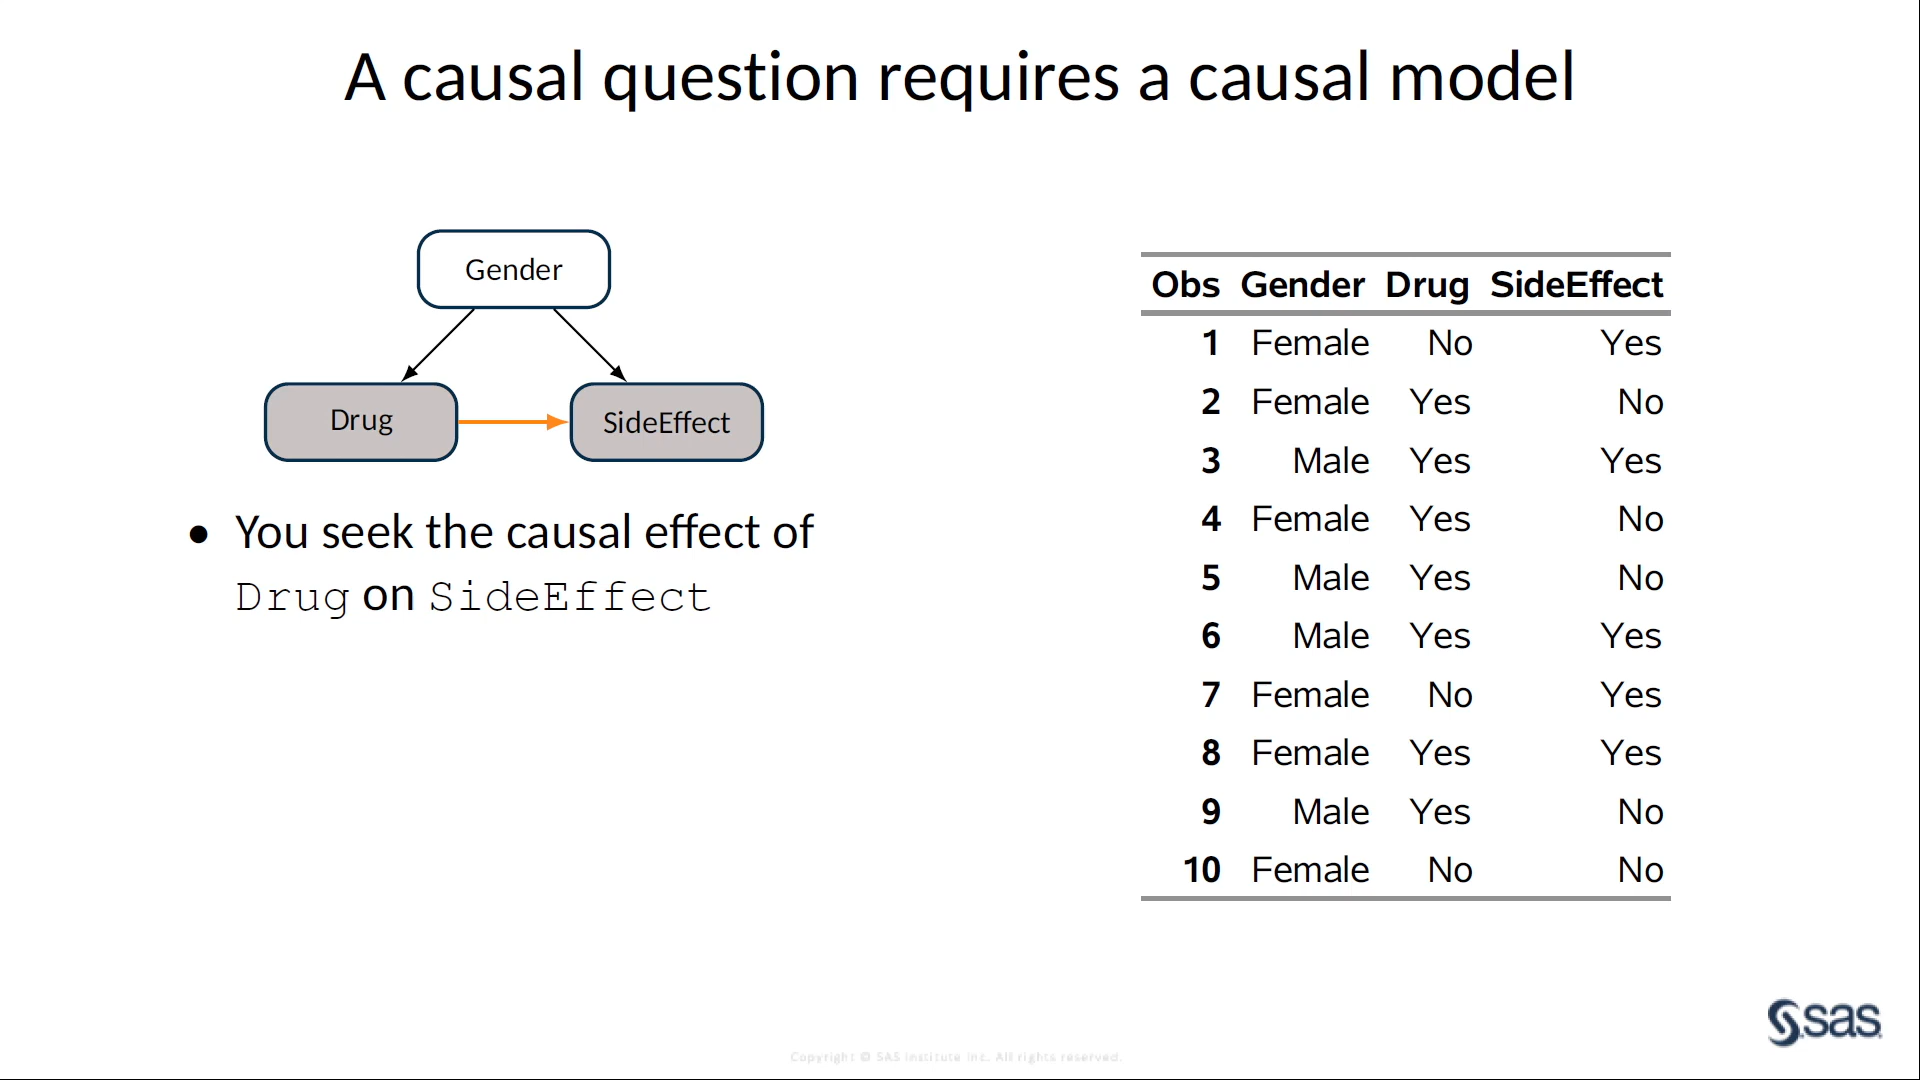 A causal question requires a causal model
Gender
Drug
SideEffect
• You seek the causal effect of
Drug on SideEffect
Obs Gender Drug SideEffect
1 Female No Yes
2 Female Yes No
3 Male Yes Yes
4 Female Yes No
5 Male Yes No
6 Male Yes Yes
7 Female No Yes
8 Female Yes Yes
9 Male Yes No
10 Female No No
sas
Copyright © SAS Institute Inc. All rights reserved.